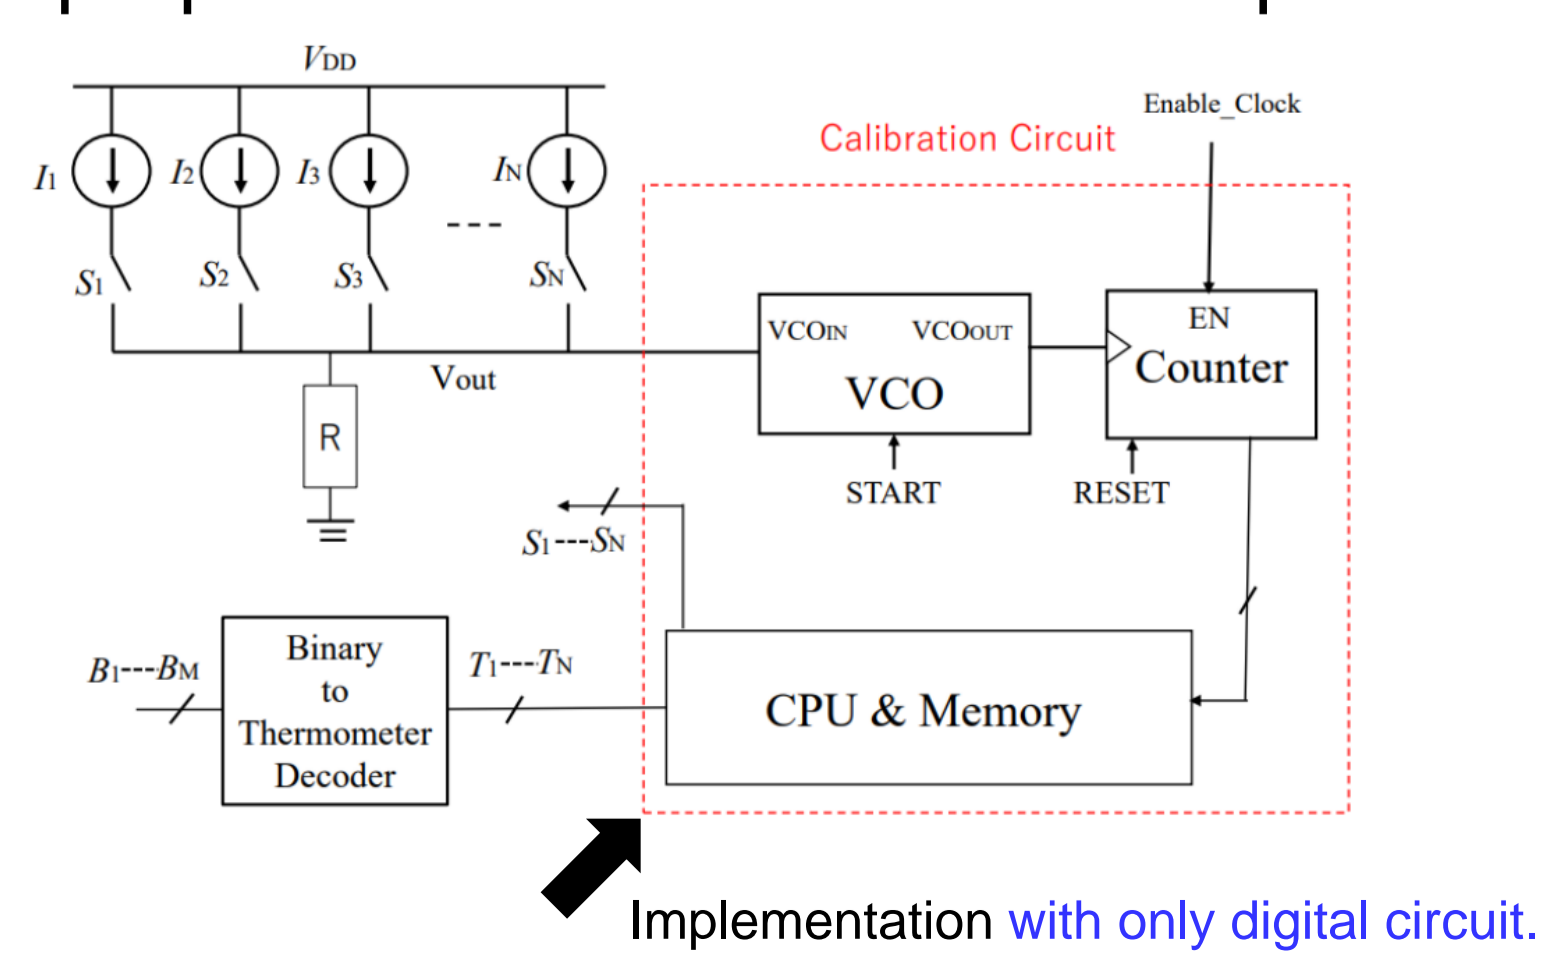 VDD
Enable_Clock
Calibration Circuit
I1
I2
I3
IN
---
S1
S2
S3
SN
VCOIN
VCOOUT
VCO
EN
Counter
Vout
R
START
RESET
S1---SN
B1---BM
Binary
to
Thermometer
Decoder
T1---TN
CPU & Memory
Implementation with only digital circuit.